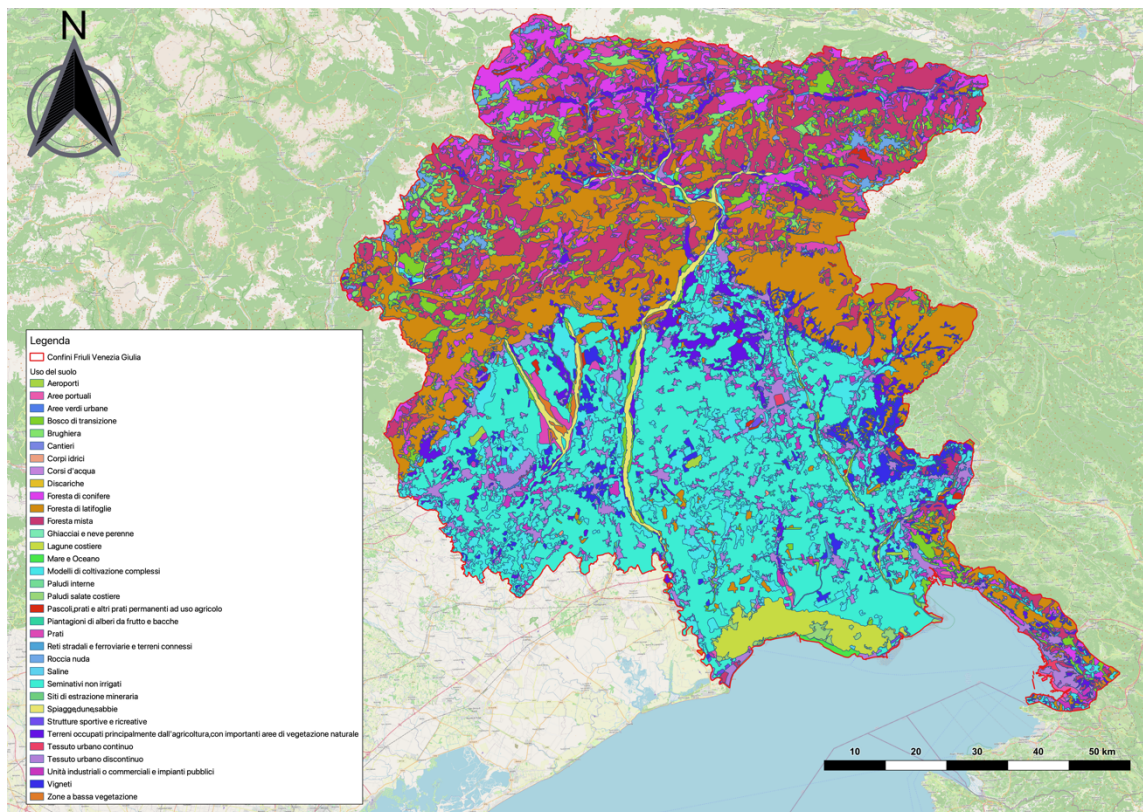 N
Legenda
Confini Friuli Venezia Giulia
Uso del suolo
Aeroporti
Aree portuali
Aree verdi urbane
Bosco di transizione
Brughiera
Cantieri
Corpi idrici
Corsi d'acqua
Discariche
Foresta di conifere
Foresta di latifoglie
Foresta mista
Ghiacciai e neve perenne
Lagune costiere
Mare e Oceano
Modelli di coltivazione complessi
Paludi interne
Paludi salate costiere
Pascoli,prati e altri prati permanenti ad uso agricolo
Piantagioni di alberi da frutto e bacche
Prati
Reti stradali e ferroviarie e terreni connessi
Roccia nuda
Saline
Seminativi non irrigati
Siti di estrazione mineraria
Spiagge,dune,sabbie
Strutture sportive e ricreative
Terreni occupati principalmente dall'agricoltura,con importanti aree di vegetazione naturale
Tessuto urbano continuo
Tessuto urbano discontinuo
Unità industriali o commerciali e impianti pubblici
Vigneti
Zone a bassa vegetazione
10 20 30 40 50 km